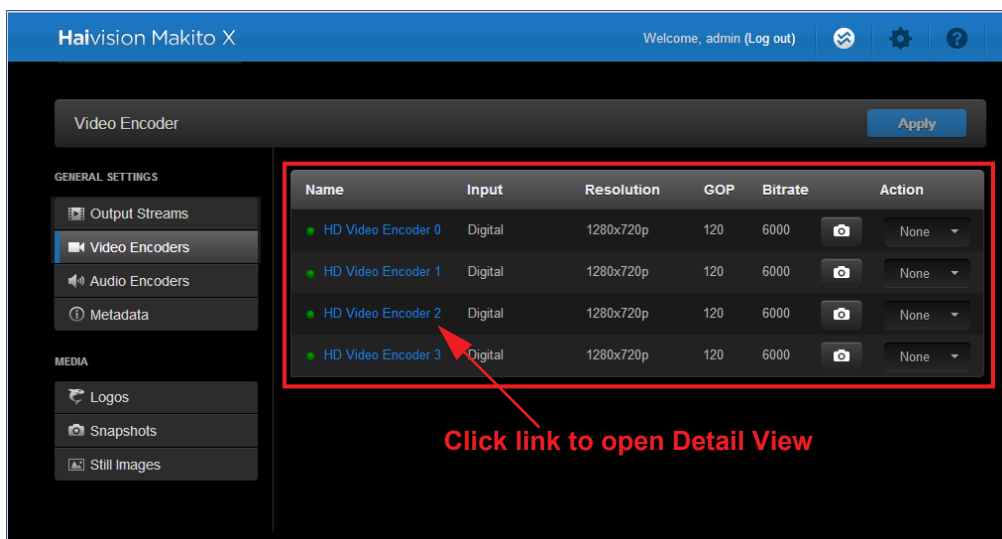 Haivision Makito X
Welcome, admin (Log out)
Video Encoder
Apply
GENERAL SETTINGS
Output Streams
Video Encoders
Audio Encoders
Metadata
MEDIA
Logos
Snapshots
Still Images
Name Input Resolution GOP Bitrate Action
HD Video Encoder 0 Digital 1280x720p 120 6000 None
HD Video Encoder 1 Digital 1280x720p 120 6000 None
HD Video Encoder 2 Digital 1280x720p 120 6000 None
HD Video Encoder 3 Digital 1280x720p 120 6000 None
Click link to open Detail View